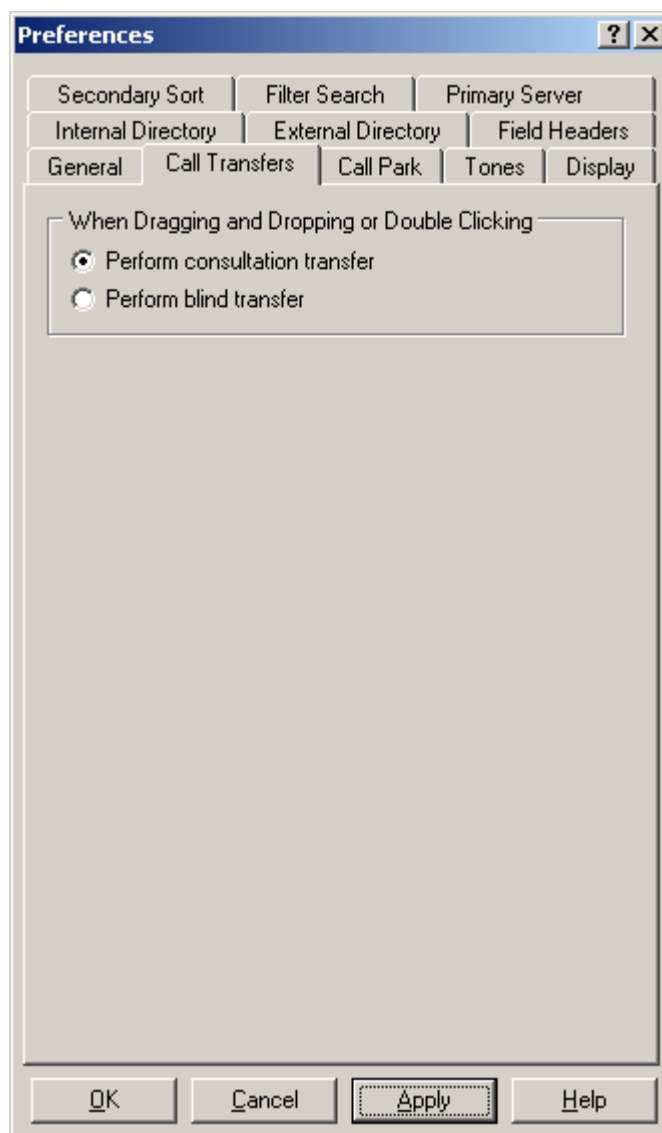 Preferences
Secondary Sort Filter Search Primary Server
Internal Directory External Directory Field Headers
General Call Transfers Call Park Tones Display
When Dragging and Dropping or Double Clicking
Perform consultation transfer
Perform blind transfer
OK Cancel Apply Help